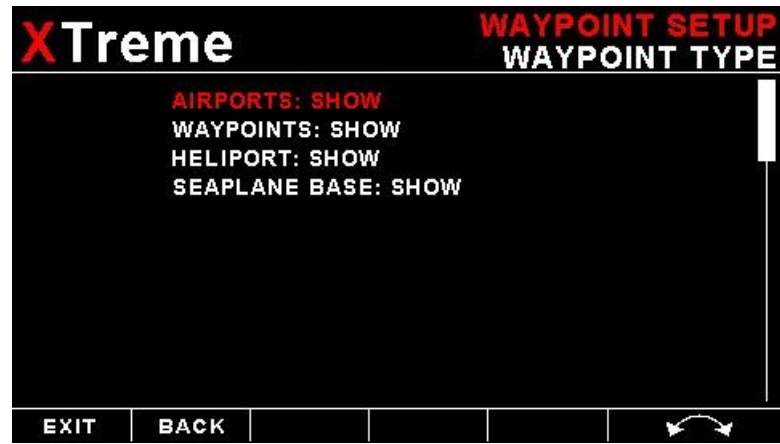 XTreme
WAYPOINT SETUP
WAYPOINT TYPE
AIRPORTS: SHOW
WAYPOINTS: SHOW
HELIPORT: SHOW
SEAPLANE BASE: SHOW
EXIT BACK